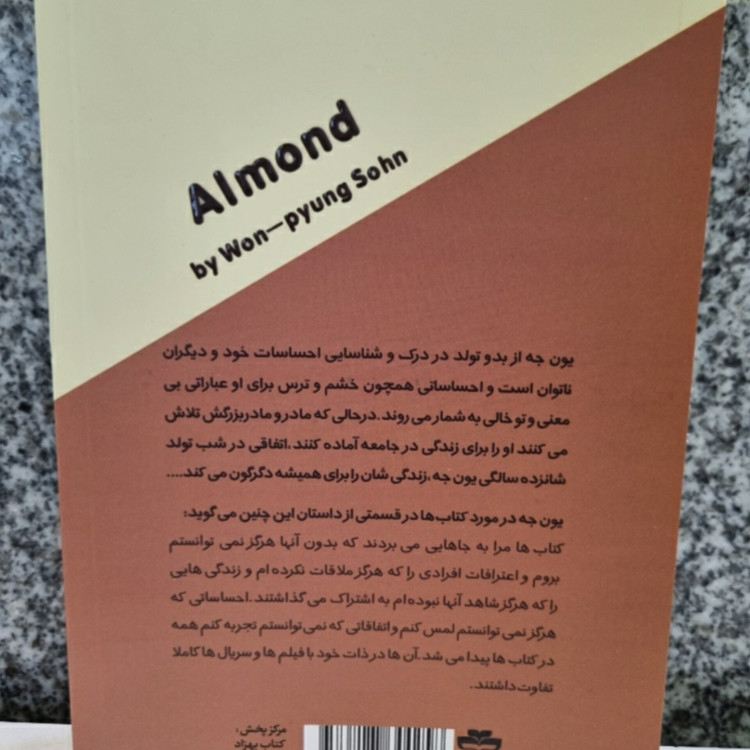 Almond
by Won-pyung Sohn
یون جه از بدو تولد در درک و شناسایی احساسات خود و دیگران
ناتوان است و احساساتی همچون خشم و ترس برای او عباراتی بی
معنی و تو خالی به شمار می روند .درحالی که مادر و مادربزرگش تلاش
می کنند او را برای زندگی در جامعه آماده کنند ،اتفاقی در شب تولد
شانزده سالگی یون جه ،زندگی شان را برای همیشه دگرگون می کند....
یون جه در مورد کتاب ها در قسمتی از داستان این چنین می گوید:
کتاب ها مرا به جاهایی می بردند که بدون آنها هرگز نمی توانستم
بروم و اعترافات افرادی را که هرگز ملاقات نکرده ام و زندگی هایی
را که هرگز شاهد آنها نبوده ام به اشتراک می گذاشتند .احساساتی که
هرگز نمی توانستم لمس کنم و اتفاقاتی که نمی توانستم تجربه کنم همه
در کتاب ها پیدا می شد .آن ها در ذات خود با فیلم ها و سریال ها کاملا
تفاوت داشتند.
مرکز پخش:
کتاب بهزاد